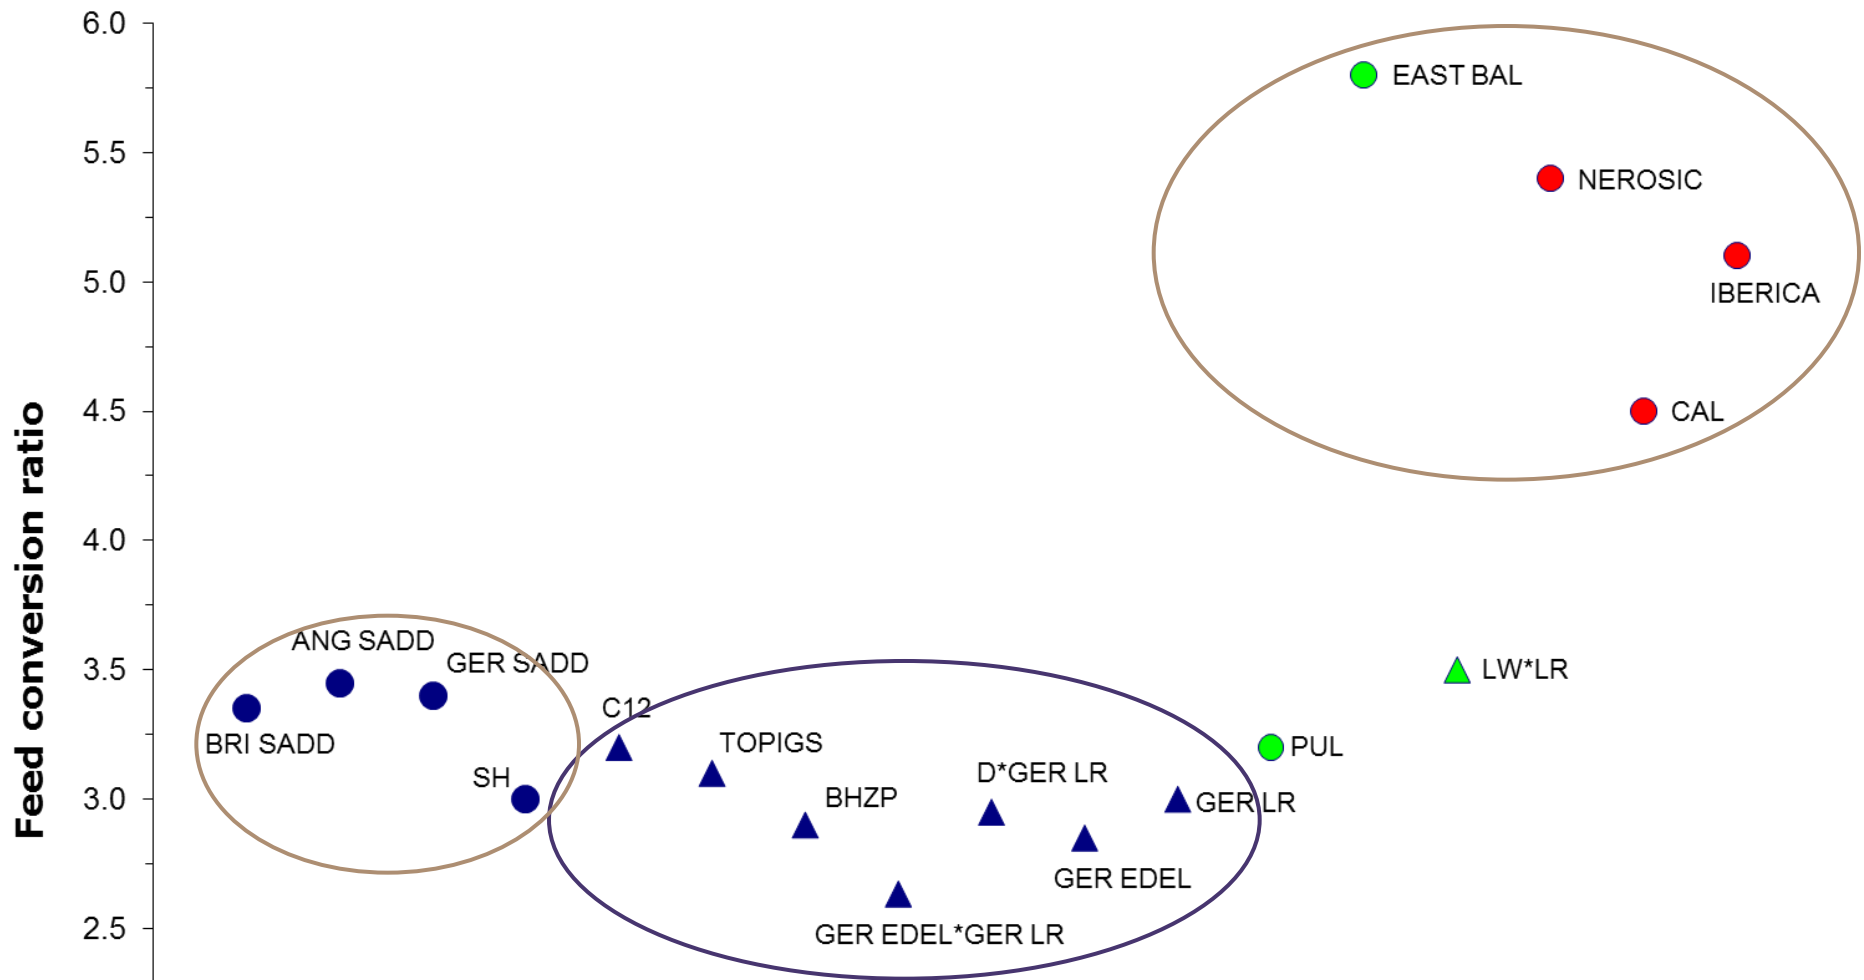 6.0
EAST BAL
5.5
NEROSIC
5.0
IBERICA
4.5
CAL
4.0
Feed conversion ratio
ANG SADD
GER SADD
3.5
LW*LR
C12
BRI SADD
TOPIGS
PUL
SH
D*GER LR
3.0
BHZP
GER LR
GER EDEL
2.5
GER EDEL*GER LR